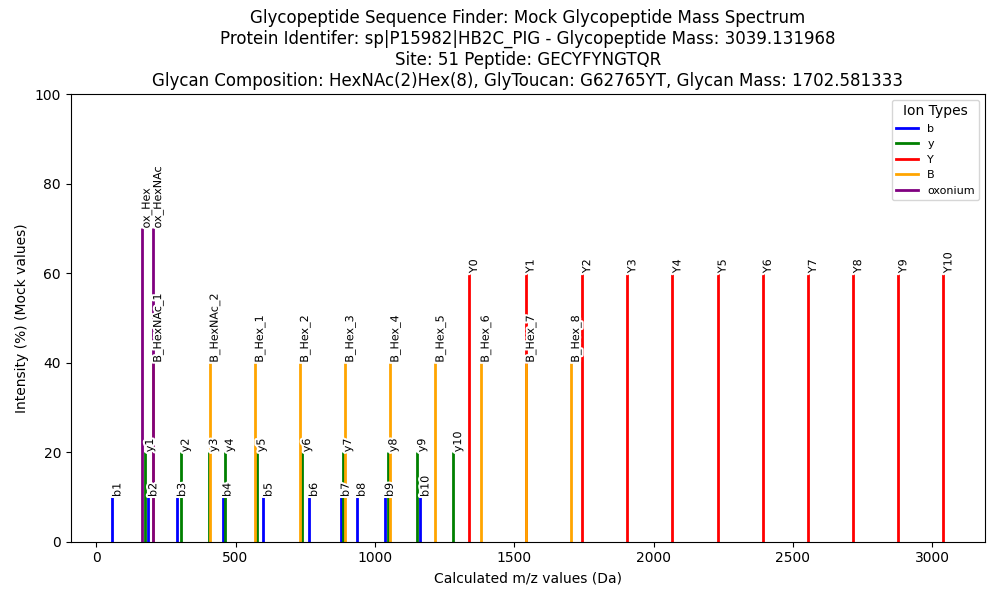 Glycopeptide Sequence Finder: Mock Glycopeptide Mass Spectrum
Protein Identifer: sp|P15982|HB2C_PIG - Glycopeptide Mass: 3039.131968
Site: 51 Peptide: GECYFYNGTQR
Glycan Composition: HexNAc(2)Hex(8), GlyToucan: G62765YT, Glycan Mass: 1702.581333
Ion Types
b
y
Y
B
oxonium
Intensity (%) (Mock values)
100
80
60
40
20
0
ox_Hex
ox_HexNAc
B_HexNAc_1
B_HexNAc_2
B_Hex_1
B_Hex_2
B_Hex_3
B_Hex_4
B_Hex_5
B_Hex_6
B_Hex_7
B_Hex_8
Y0
Y1
Y2
Y3
Y4
Y5
Y6
Y7
Y8
Y9
Y10
y1
y2
y3
y4
y5
y6
y7
y8
y9
y10
b1
b2
b3
b4
b5
b6
b7
b8
b9
b10
0
500
1000
1500
2000
2500
3000
Calculated m/z values (Da)